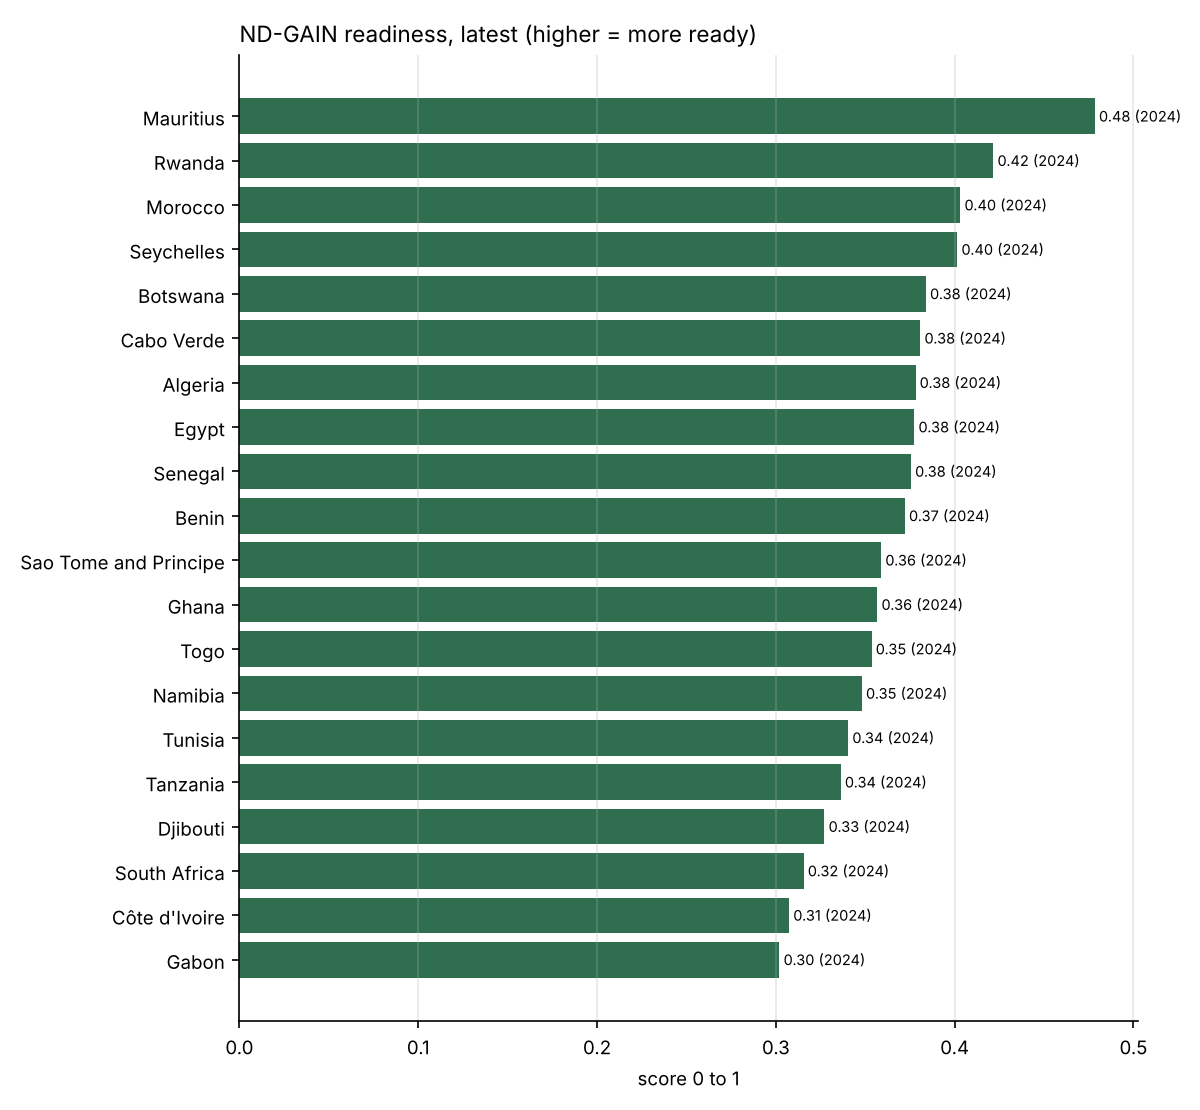 ND-GAIN readiness, latest (higher = more ready)
Mauritius 0.48 (2024)
Rwanda 0.42 (2024)
Morocco 0.40 (2024)
Seychelles 0.40 (2024)
Botswana 0.38 (2024)
Cabo Verde 0.38 (2024)
Algeria 0.38 (2024)
Egypt 0.38 (2024)
Senegal 0.38 (2024)
Benin 0.37 (2024)
Sao Tome and Principe 0.36 (2024)
Ghana 0.36 (2024)
Togo 0.35 (2024)
Namibia 0.35 (2024)
Tunisia 0.34 (2024)
Tanzania 0.34 (2024)
Djibouti 0.33 (2024)
South Africa 0.32 (2024)
Côte d'Ivoire 0.31 (2024)
Gabon 0.30 (2024)
0.0 0.1 0.2 0.3 0.4 0.5
score 0 to 1